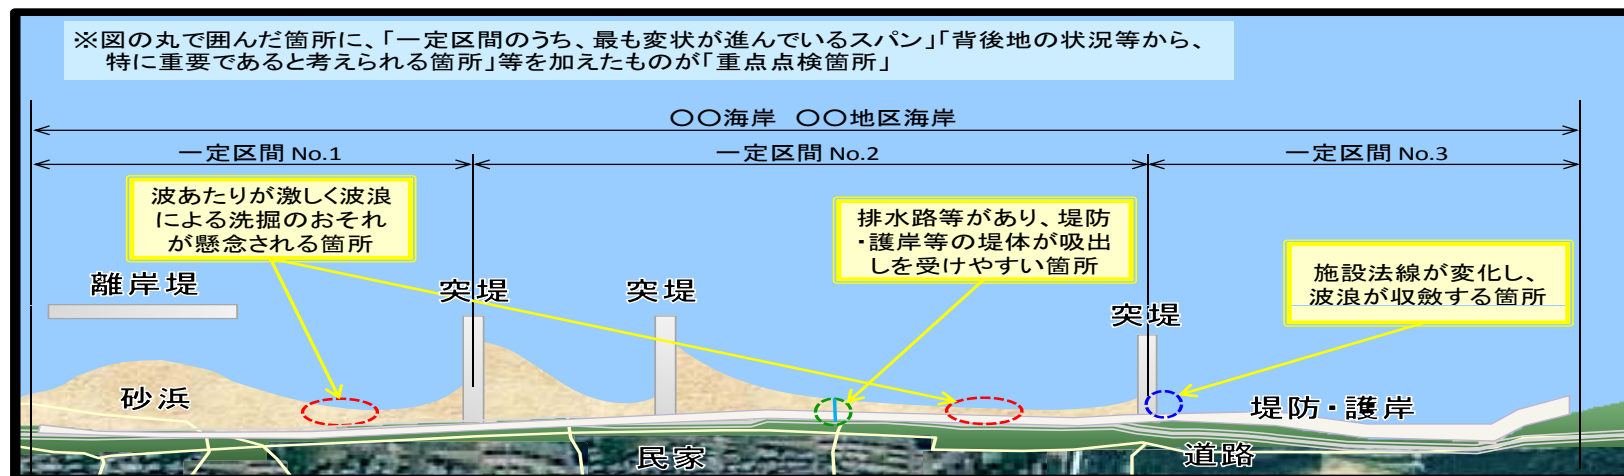 ※図の丸で囲んだ箇所に、「一定区間のうち、最も変状が進んでいるスパン」「背後地の状況等から、
特に重要であると考えられる箇所」等を加えたものが「重点点検箇所」
〇〇海岸 〇〇地区海岸
一定区間 No.1
一定区間 No.2
一定区間 No.3
波あたりが激しく波浪
による洗掘のおそれ
が懸念される箇所
排水路等があり、堤防
・護岸等の堤体が吸出
しを受けやすい箇所
施設法線が変化し、
波浪が収斂する箇所
離岸堤
突堤
突堤
突堤
砂浜
堤防・護岸
民家
道路